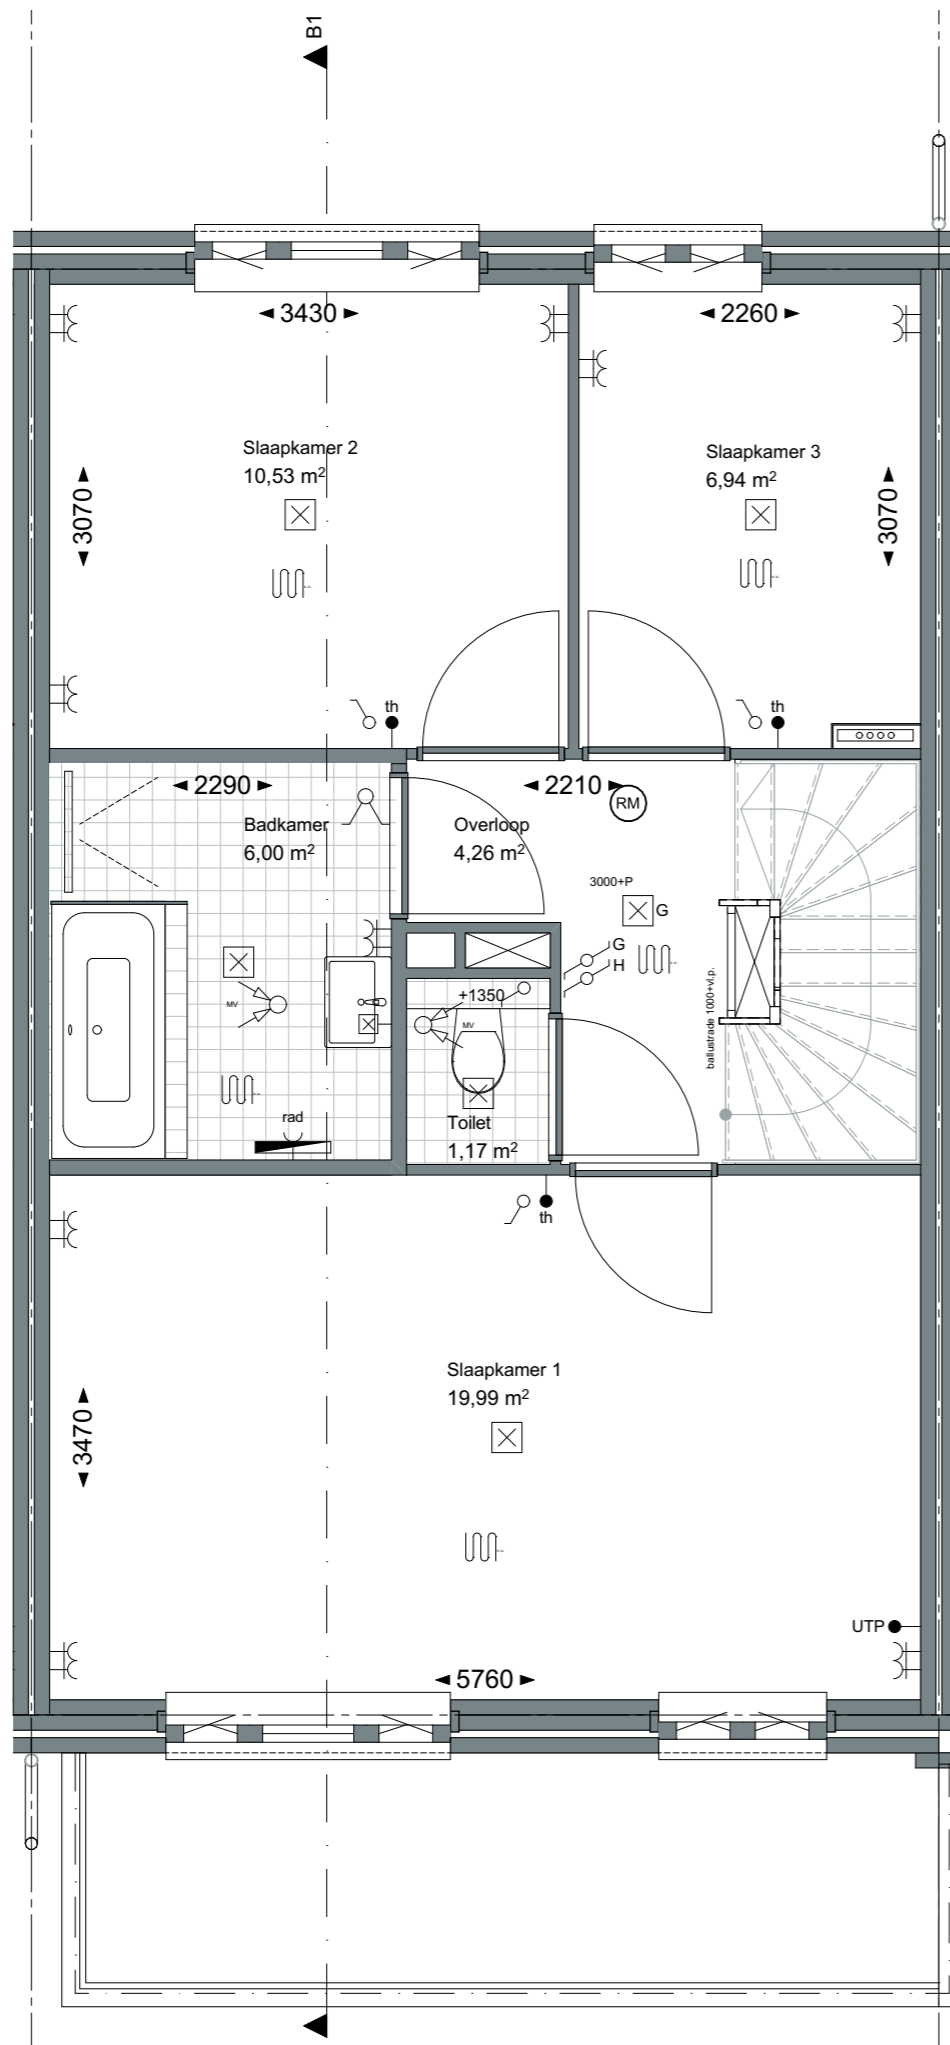 B1
3430
2260
Slaapkamer 2
10,53 m²
Slaapkamer 3
6,94 m²
3070
3070
th
th
2290
2210
RM
Badkamer
6,00 m²
Overloop
4,26 m²
3000+P
G
G
H
+1350
MV
MV
ballustrade 1000+vl.p.
rad
Toilet
1,17 m²
th
Slaapkamer 1
19,99 m²
3470
UTP
5760